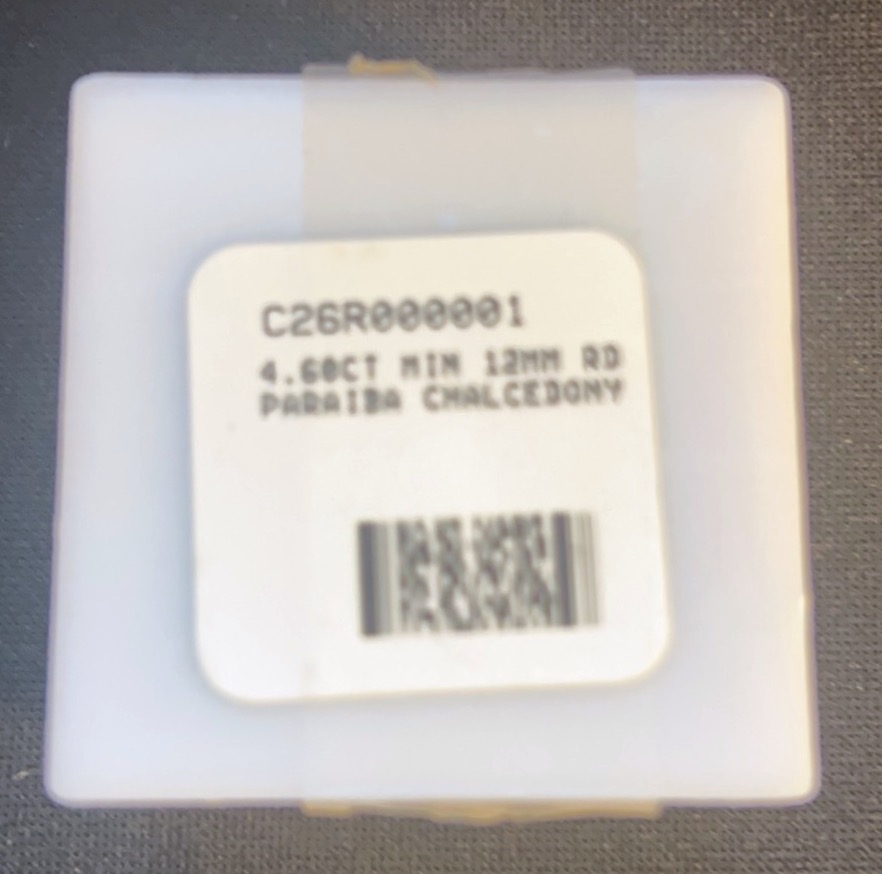 C26R000001
4.60CT MIN 12MM RD
PARAIBA CHALCEDONY